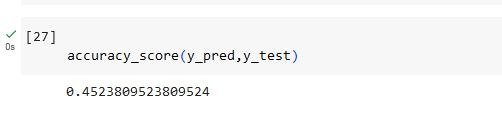 [27]
0s
accuracy_score(y_pred,y_test)
0.4523809523809524